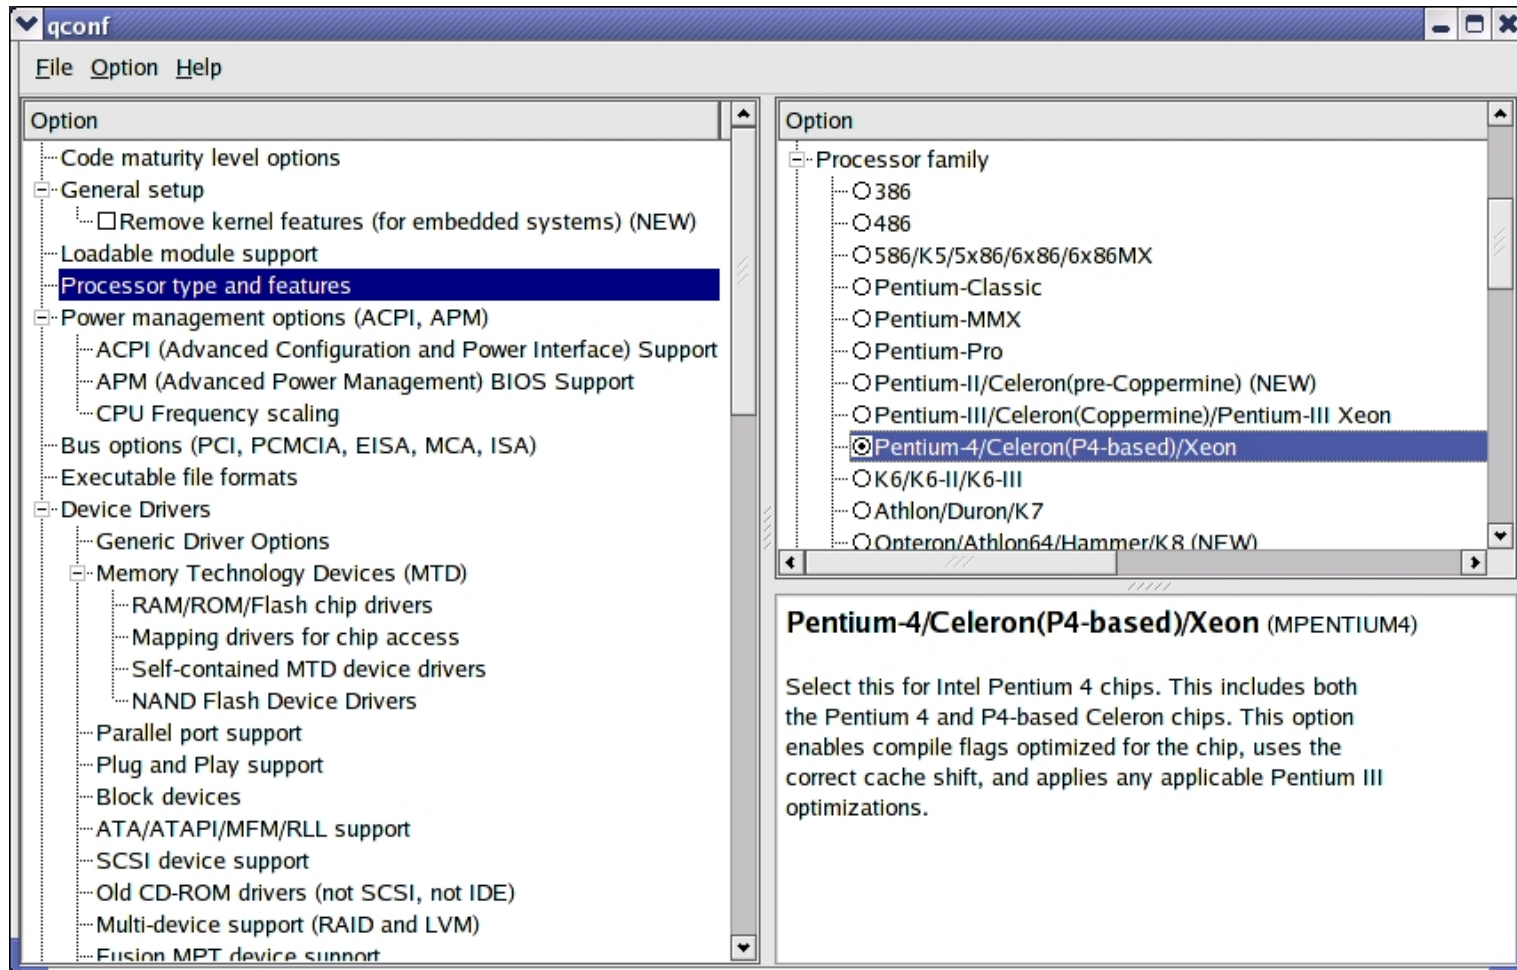 qconf
File Option Help
Option
Code maturity level options
General setup
Remove kernel features (for embedded systems) (NEW)
Loadable module support
Processor type and features
Power management options (ACPI, APM)
ACPI (Advanced Configuration and Power Interface) Support
APM (Advanced Power Management) BIOS Support
CPU Frequency scaling
Bus options (PCI, PCMCIA, EISA, MCA, ISA)
Executable file formats
Device Drivers
Generic Driver Options
Memory Technology Devices (MTD)
RAM/ROM/Flash chip drivers
Mapping drivers for chip access
Self-contained MTD device drivers
NAND Flash Device Drivers
Parallel port support
Plug and Play support
Block devices
ATA/ATAPI/MFM/RLL support
SCSI device support
Old CD-ROM drivers (not SCSI, not IDE)
Multi-device support (RAID and LVM)
Fusion MPT device support
Option
Processor family
386
486
586/K5/5x86/6x86/6x86MX
Pentium-Classic
Pentium-MMX
Pentium-Pro
Pentium-II/Celeron(pre-Coppermine) (NEW)
Pentium-III/Celeron(Coppermine)/Pentium-III Xeon
Pentium-4/Celeron(P4-based)/Xeon
K6/K6-II/K6-III
Athlon/Duron/K7
Opteron/Athlon64/Hammer/K8 (NEW)
Pentium-4/Celeron(P4-based)/Xeon (MPENTIUM4)
Select this for Intel Pentium 4 chips. This includes both
the Pentium 4 and P4-based Celeron chips. This option
enables compile flags optimized for the chip, uses the
correct cache shift, and applies any applicable Pentium III
optimizations.